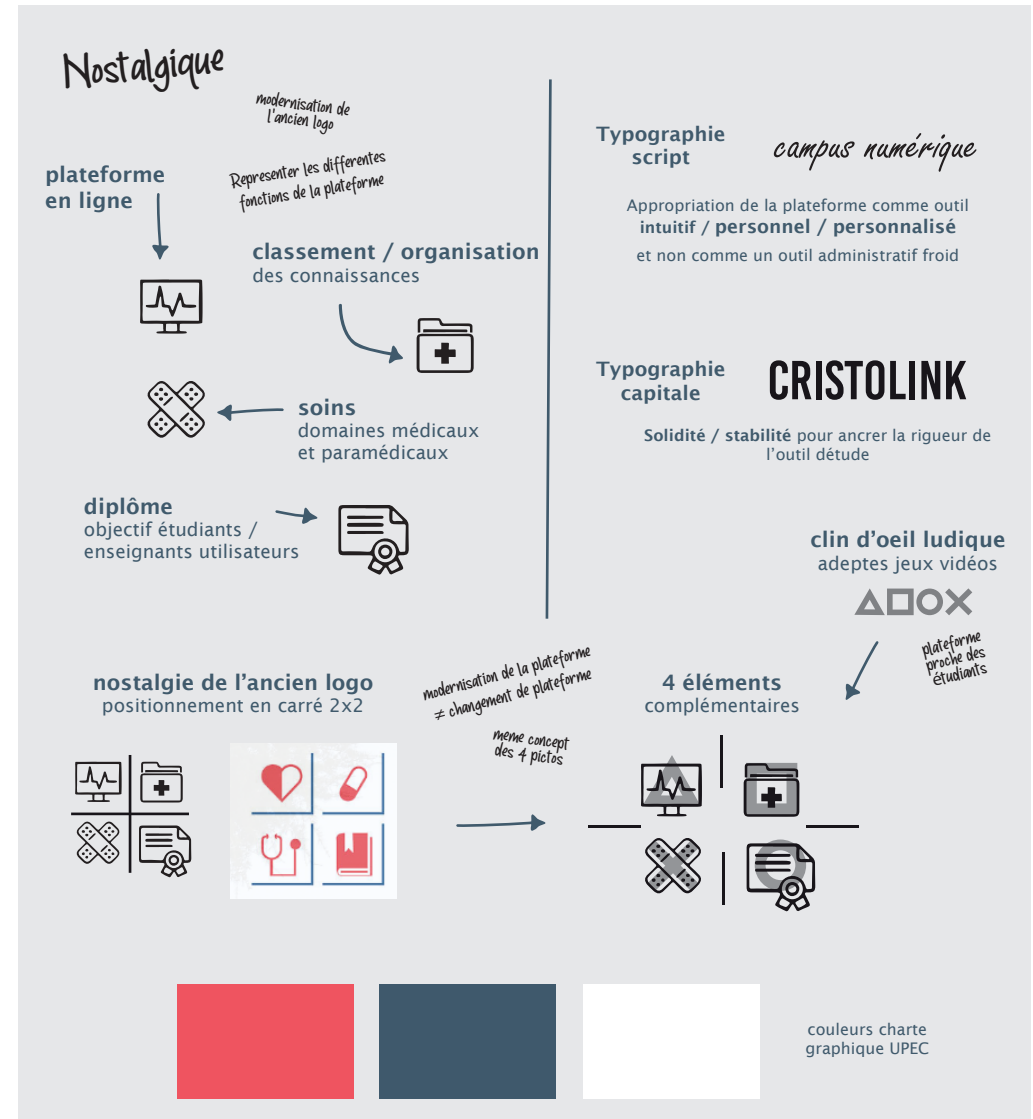 Nostalgique
modernisation de
l'ancien logo
Representer les differentes
fonctions de la plateforme
plateforme
en ligne
classement / organisation
des connaissances
soins
domaines médicaux
et paramédicaux
diplôme
objectif étudiants /
enseignants utilisateurs
Typographie
script
campus numérique
Appropriation de la plateforme comme outil
intuitif / personnel / personnalisé
et non comme un outil administratif froid
Typographie
capitale
CRISTOLINK
Solidité / stabilité pour ancrer la rigueur de
l'outil détude
clin d'oeil ludique
adeptes jeux vidéos
plateforme
proche des
étudiants
nostalgie de l'ancien logo
positionnement en carré 2x2
modernisation de la plateforme
≠ changement de plateforme
meme concept
des 4 pictos
4 éléments
complémentaires
couleurs charte
graphique UPEC